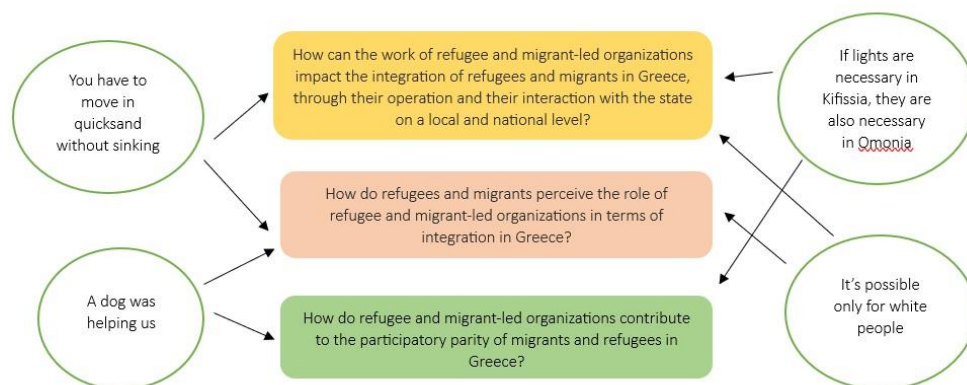 You have to
move in
quicksand
without sinking
How can the work of refugee and migrant-led organizations
impact the integration of refugees and migrants in Greece,
through their operation and their interaction with the state
on a local and national level?
If lights are
necessary in
Kifissia, they are
also necessary
in Omonia
How do refugees and migrants perceive the role of
refugee and migrant-led organizations in terms of
integration in Greece?
A dog was
helping us
How do refugee and migrant-led organizations contribute
to the participatory parity of migrants and refugees in
Greece?
It’s possible
only for white
people